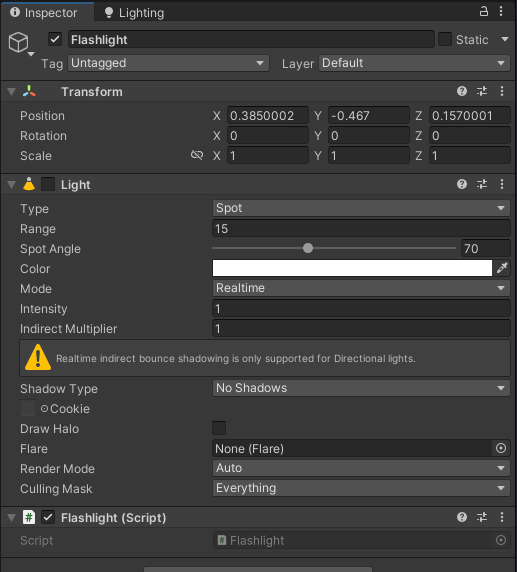 Inspector Lighting
Flashlight Static
Tag Untagged Layer Default
Transform
Position X 0.3850002 Y -0.467 Z 0.1570001
Rotation X 0 Y 0 Z 0
Scale X 1 Y 1 Z 1
Light
Type Spot
Range 15
Spot Angle 70
Color
Mode Realtime
Intensity 1
Indirect Multiplier 1
Realtime indirect bounce shadowing is only supported for Directional lights.
Shadow Type No Shadows
Cookie
Draw Halo
Flare None (Flare)
Render Mode Auto
Culling Mask Everything
# Flashlight (Script)
Script # Flashlight